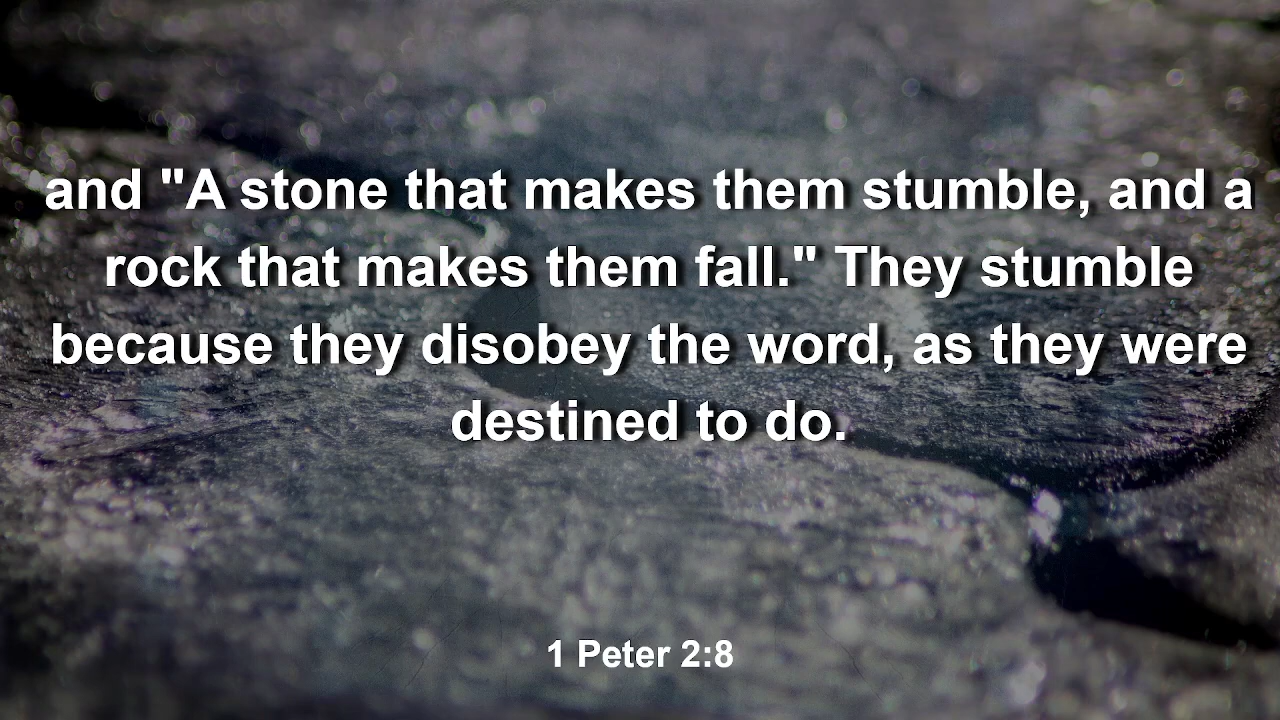 and "A stone that makes them stumble, and a
rock that makes them fall." They stumble
because they disobey the word, as they were
destined to do.
1 Peter 2:8